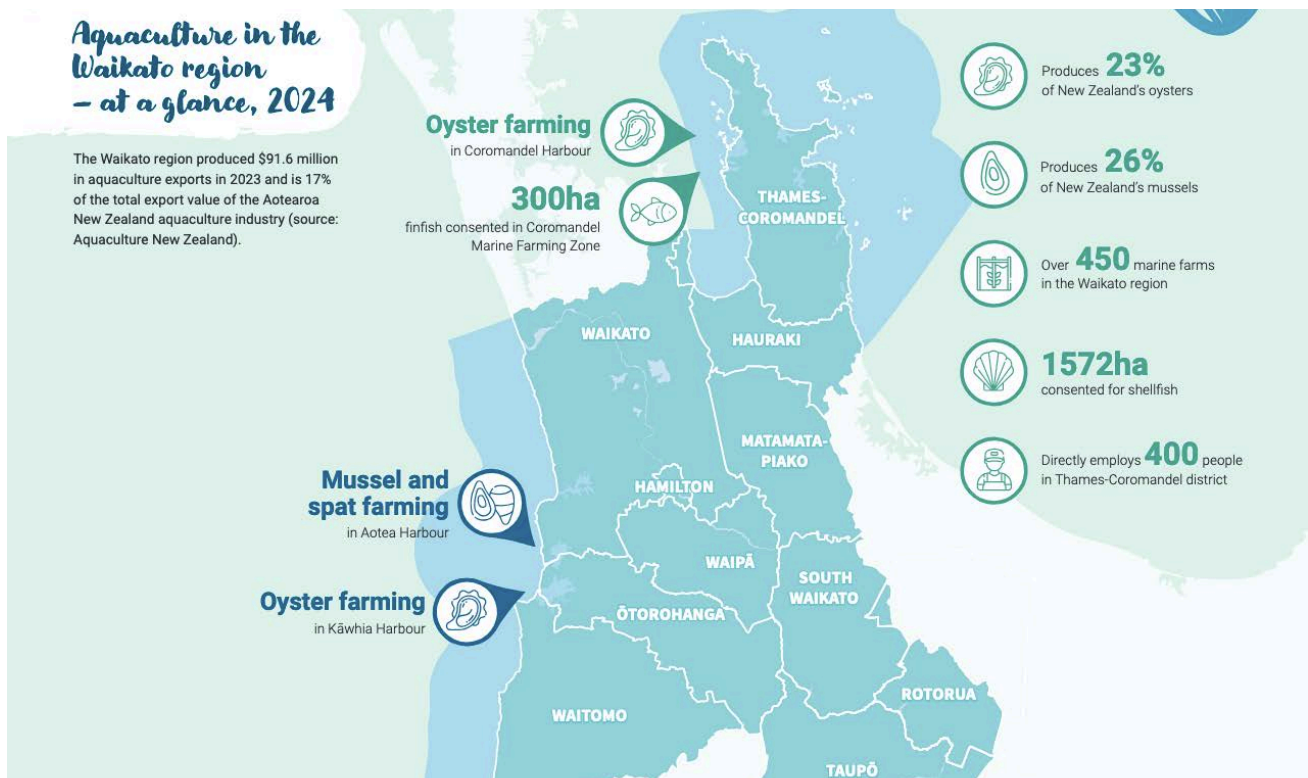 Aquaculture in the
Waikato region
– at a glance, 2024
The Waikato region produced $91.6 million
in aquaculture exports in 2023 and is 17%
of the total export value of the Aotearoa
New Zealand aquaculture industry (source:
Aquaculture New Zealand).
Oyster farming
in Coromandel Harbour
300ha
finfish consented in Coromandel
Marine Farming Zone
Mussel and
spat farming
in Aotea Harbour
Oyster farming
in Kāwhia Harbour
THAMES-
COROMANDEL
WAIKATO
HAURAKI
MATAMATA-
PIAKO
HAMILTON
WAIPĀ
SOUTH
WAIKATO
ŌTOROHANGA
ROTORUA
WAITOMO
TAUPŌ
Produces 23%
of New Zealand's oysters
Produces 26%
of New Zealand's mussels
Over 450 marine farms
in the Waikato region
1572ha
consented for shellfish
Directly employs 400 people
in Thames-Coromandel district